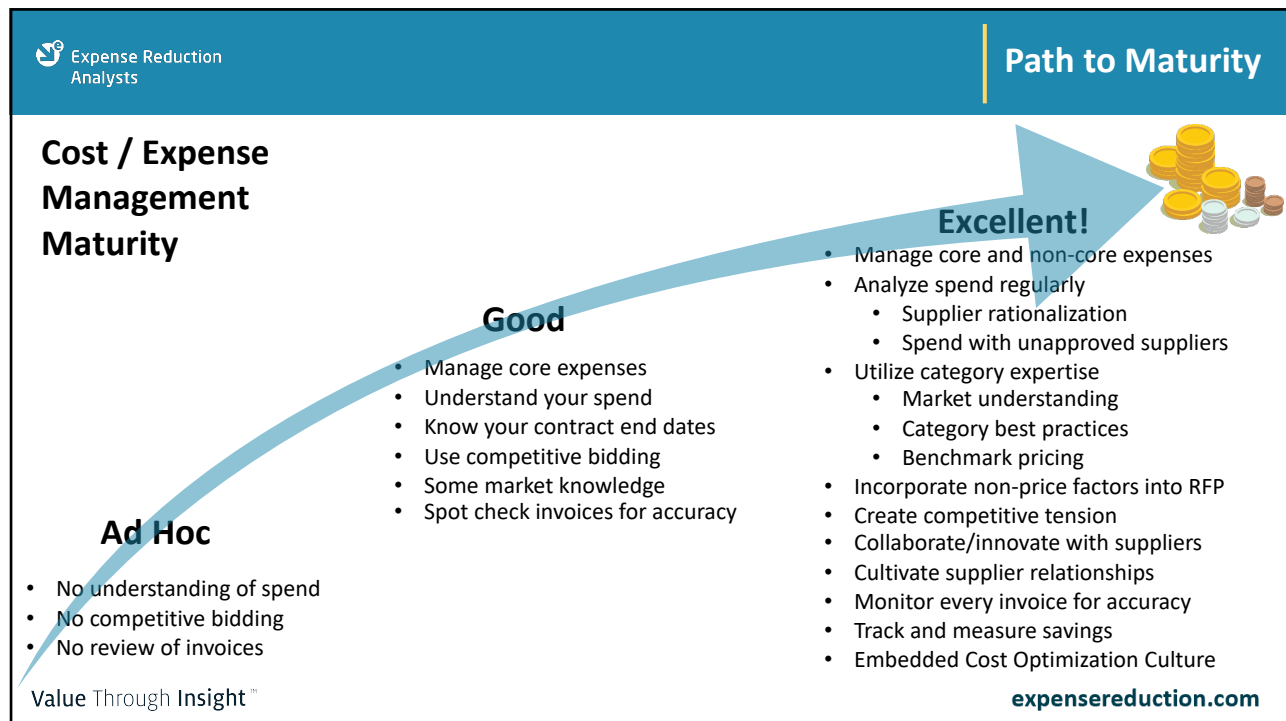 Expense Reduction
Analysts
Path to Maturity
Cost / Expense
Management
Maturity
Ad Hoc
• No understanding of spend
• No competitive bidding
• No review of invoices
Good
• Manage core expenses
• Understand your spend
• Know your contract end dates
• Use competitive bidding
• Some market knowledge
• Spot check invoices for accuracy
Excellent!
• Manage core and non-core expenses
• Analyze spend regularly
• Supplier rationalization
• Spend with unapproved suppliers
• Utilize category expertise
• Market understanding
• Category best practices
• Benchmark pricing
• Incorporate non-price factors into RFP
• Create competitive tension
• Collaborate/innovate with suppliers
• Cultivate supplier relationships
• Monitor every invoice for accuracy
• Track and measure savings
• Embedded Cost Optimization Culture
Value Through Insight™
expensereduction.com